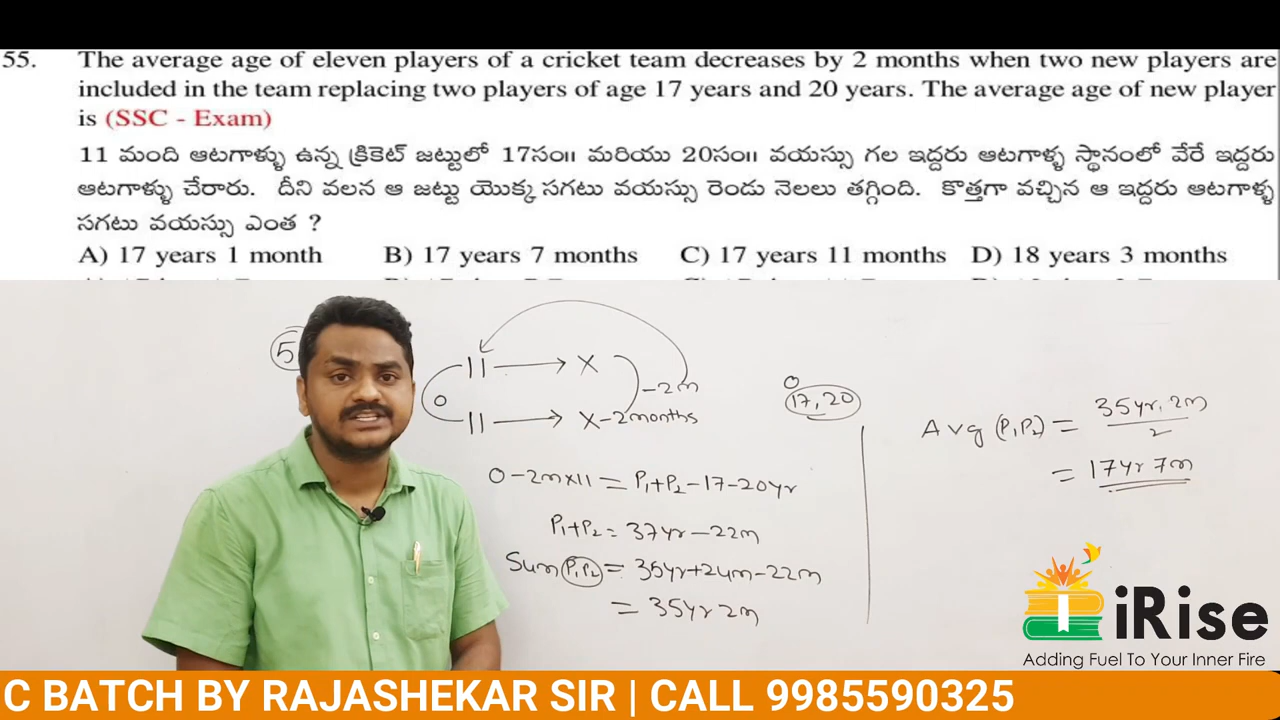 55. The average age of eleven players of a cricket team decreases by 2 months when two new players are
included in the team replacing two players of age 17 years and 20 years. The average age of new player
is (SSC - Exam)
11 మంది ఆటగాళ్ళు ఉన్న క్రికెట్ జట్టులో 17సం॥ మరియు 20సం॥ వయస్సు గల ఇద్దరు ఆటగాళ్ళ స్థానంలో వేరే ఇద్దరు
ఆటగాళ్ళు చేరారు. దీని వలన ఆ జట్టు యొక్క సగటు వయస్సు రెండు నెలలు తగ్గింది. కొత్తగా వచ్చిన ఆ ఇద్దరు ఆటగాళ్ళ
సగటు వయస్సు ఎంత ?
A) 17 years 1 month B) 17 years 7 months C) 17 years 11 months D) 18 years 3 months
5
11 → X
0 -2m
11 → X-2months
0
17,20
0-2m×11 = P1+P2-17-20yr
P1+P2 = 37yr-22m
Sum P1P2 = 35yr+24m-22m
= 35yr 2m
Avg (P1P2) = 35yr, 2m
2
= 17yr 7m
iRise
Adding Fuel To Your Inner Fire
C BATCH BY RAJASHEKAR SIR | CALL 9985590325